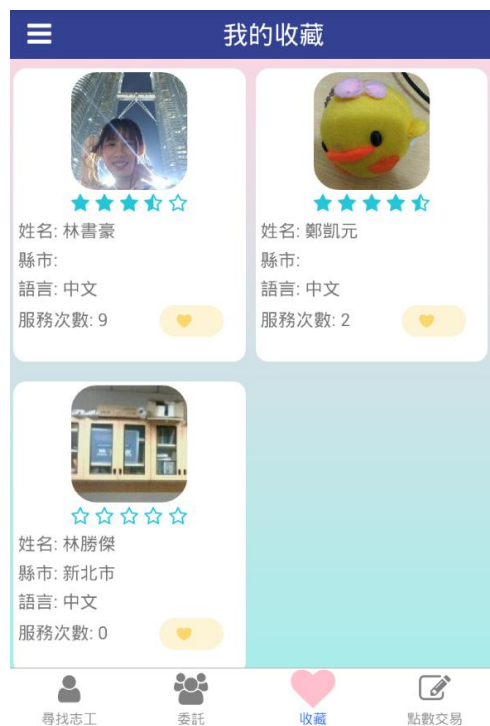 我的收藏
姓名: 林書豪
縣市:
語言: 中文
服務次數: 9
姓名: 鄭凱元
縣市:
語言: 中文
服務次數: 2
姓名: 林勝傑
縣市: 新北市
語言: 中文
服務次數: 0
尋找志工
委託
收藏
點數交易